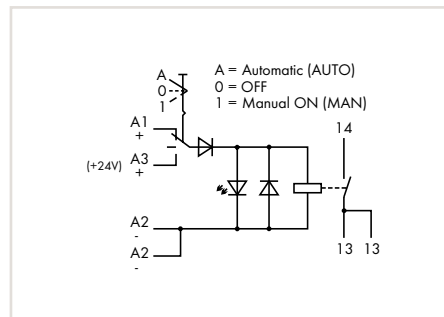 A
0
1
A = Automatic (AUTO)
0 = OFF
1 = Manual ON (MAN)
A1
+
(+24V)
A3
+
A2
-
A2
-
14
13 13